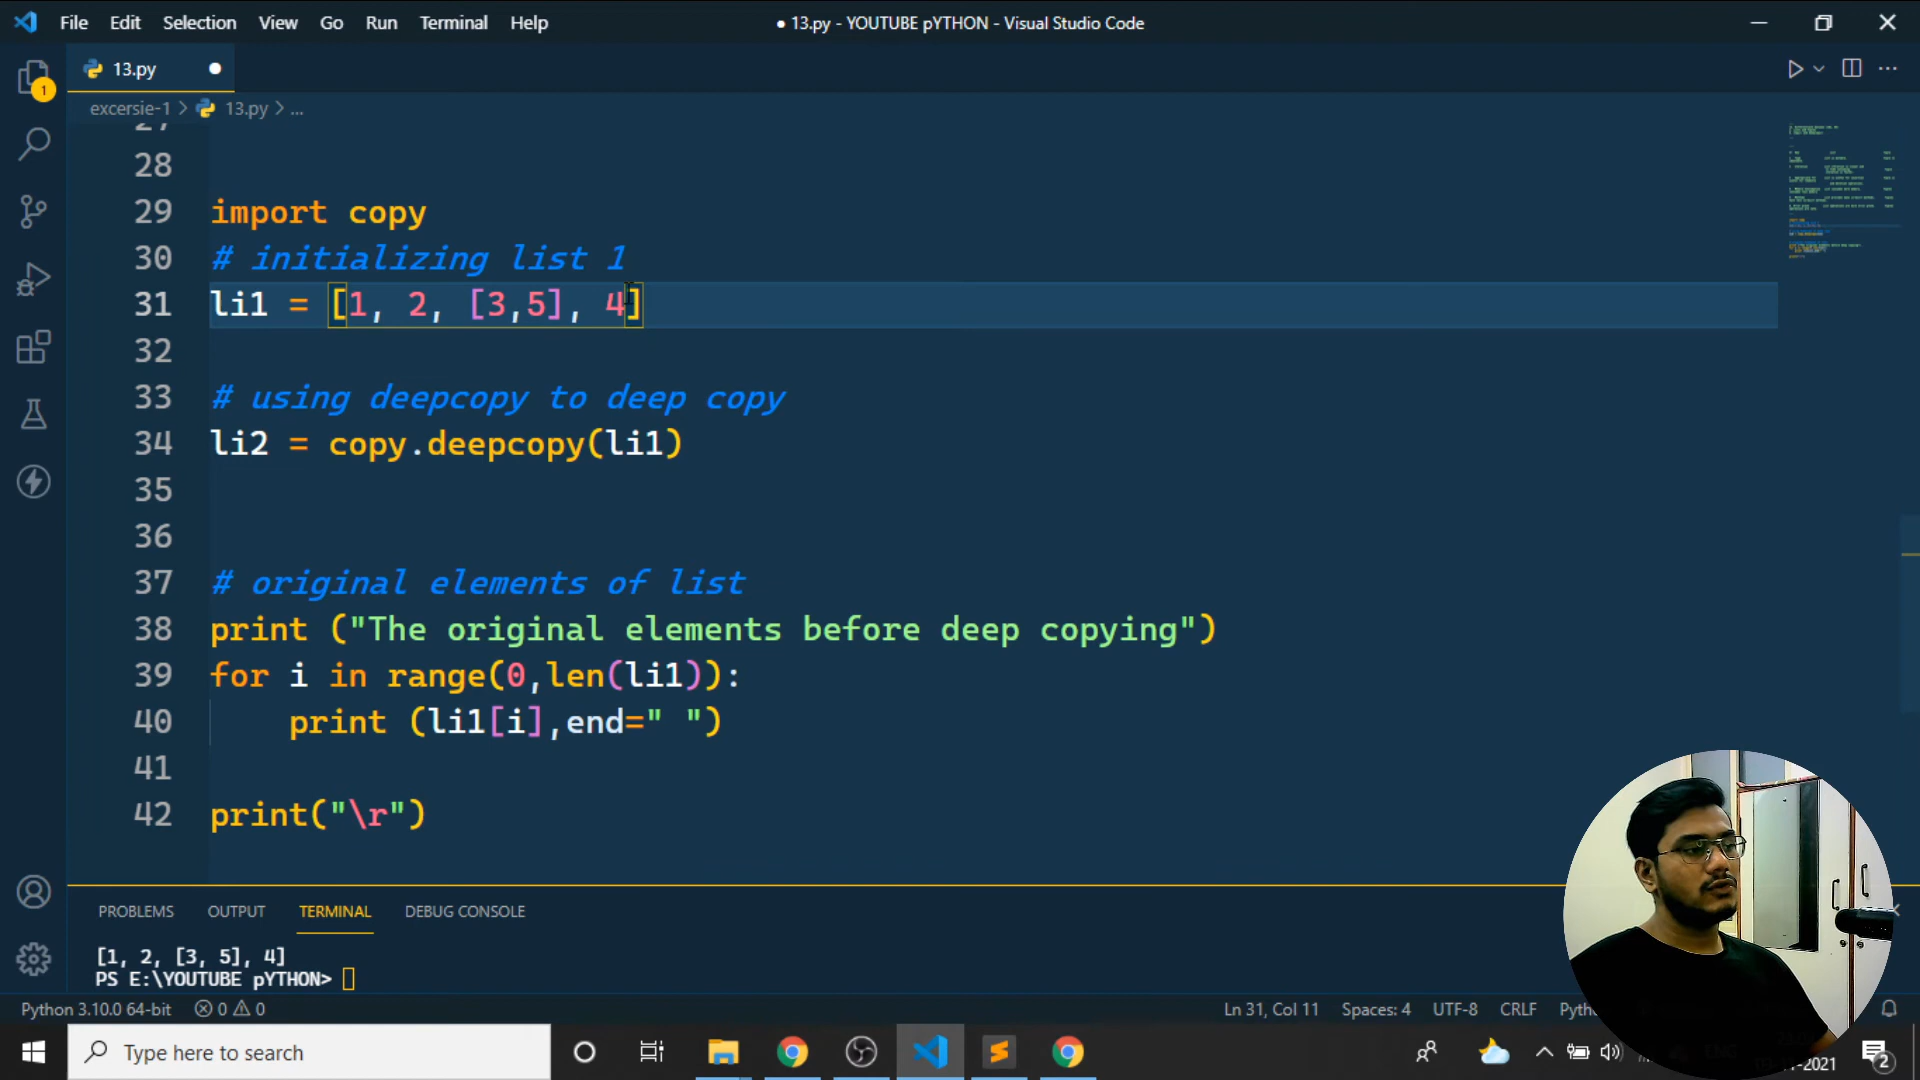 File Edit Selection View Go Run Terminal Help
● 13.py - YOUTUBE pYTHON - Visual Studio Code
13.py
1
excersie-1 > 13.py > ...
27
28
29 import copy
30 # initializing list 1
31 li1 = [1, 2, [3,5], 4]
32
33 # using deepcopy to deep copy
34 li2 = copy.deepcopy(li1)
35
36
37 # original elements of list
38 print ("The original elements before deep copying")
39 for i in range(0,len(li1)):
40 print (li1[i],end=" ")
41
42 print("\r")
PROBLEMS OUTPUT TERMINAL DEBUG CONSOLE
[1, 2, [3, 5], 4]
PS E:\YOUTUBE pYTHON>
Python 3.10.0 64-bit 0 0 Ln 31, Col 11 Spaces: 4 UTF-8 CRLF
Type here to search
2